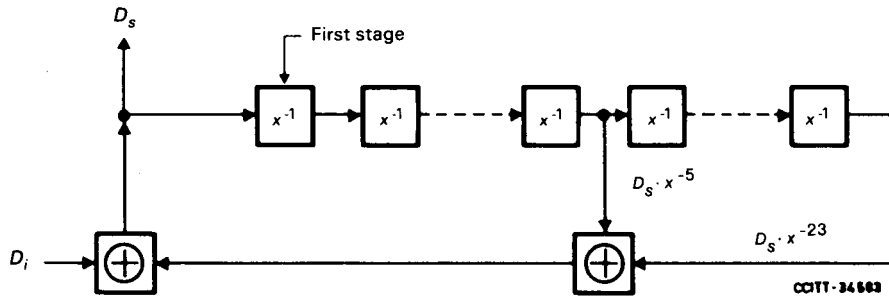 D_s
First stage
x^-1 x^-1 x^-1 x^-1 x^-1
D_s · x^-5
D_s · x^-23
D_i
CCITT-34583